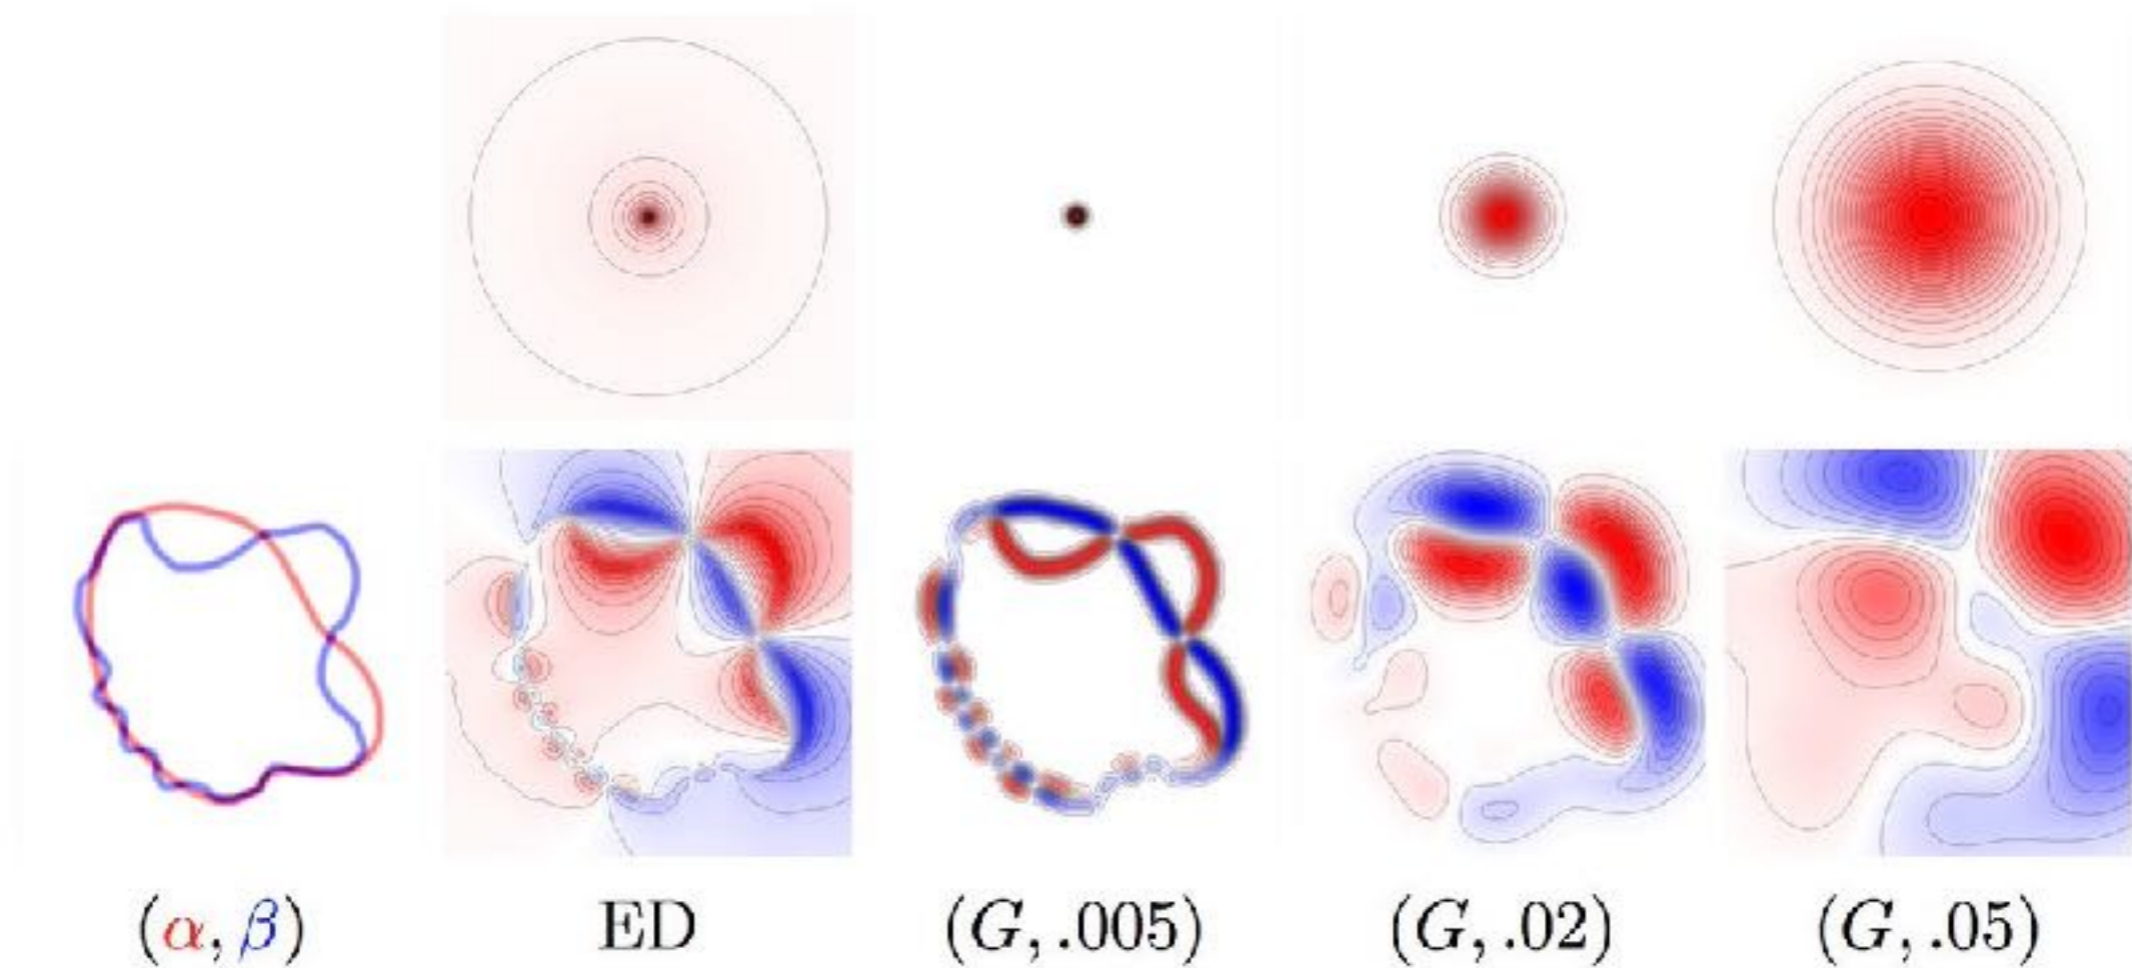 (α, β) ED (G, .005) (G, .02) (G, .05)